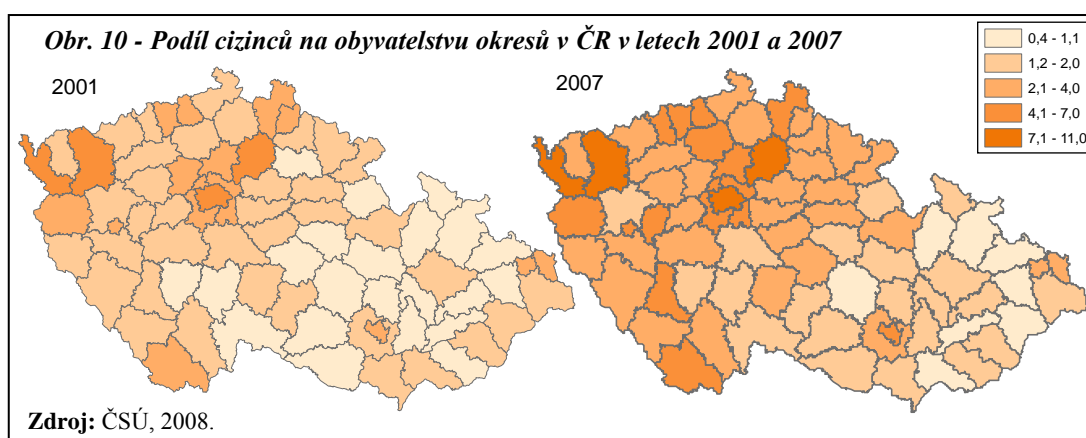 Obr. 10 - Podíl cizinců na obyvatelstvu okresů v ČR v letech 2001 a 2007
0,4 - 1,1
1,2 - 2,0
2,1 - 4,0
4,1 - 7,0
7,1 - 11,0
2001
2007
Zdroj: ČSÚ, 2008.